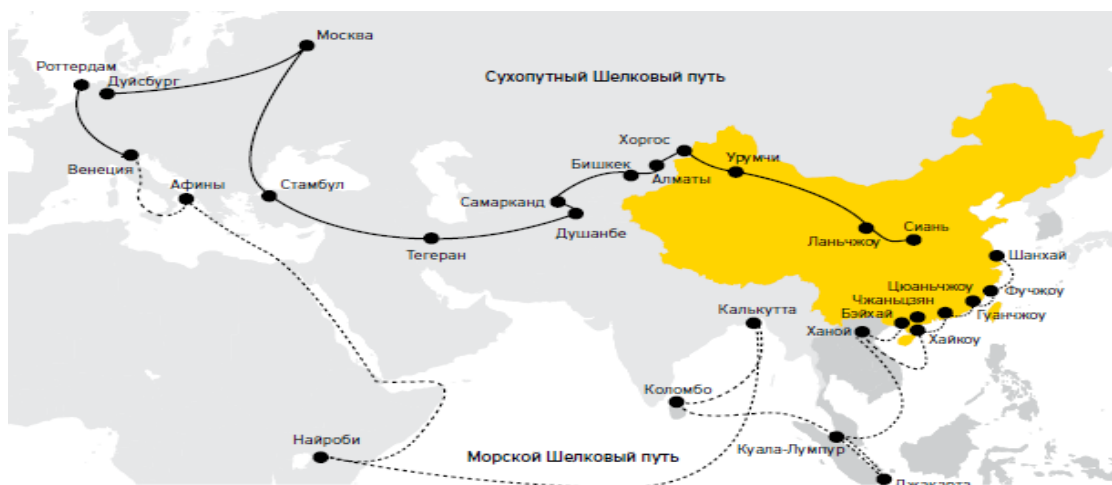 Москва
Роттердам
Дуйсбург
Сухопутный Шелковый путь
Хоргос
Урумчи
Венеция
Бишкек
Алматы
Афины
Стамбул
Самарканд
Сиань
Душанбе
Ланьчжоу
Тегеран
Шанхай
Цюаньчжоу
Фучжоу
Чжаньцзян
Калькутта
Бэйхай
Гуанчжоу
Ханой
Хайкоу
Коломбо
Найроби
Куала-Лумпур
Морской Шелковый путь
Джакарта